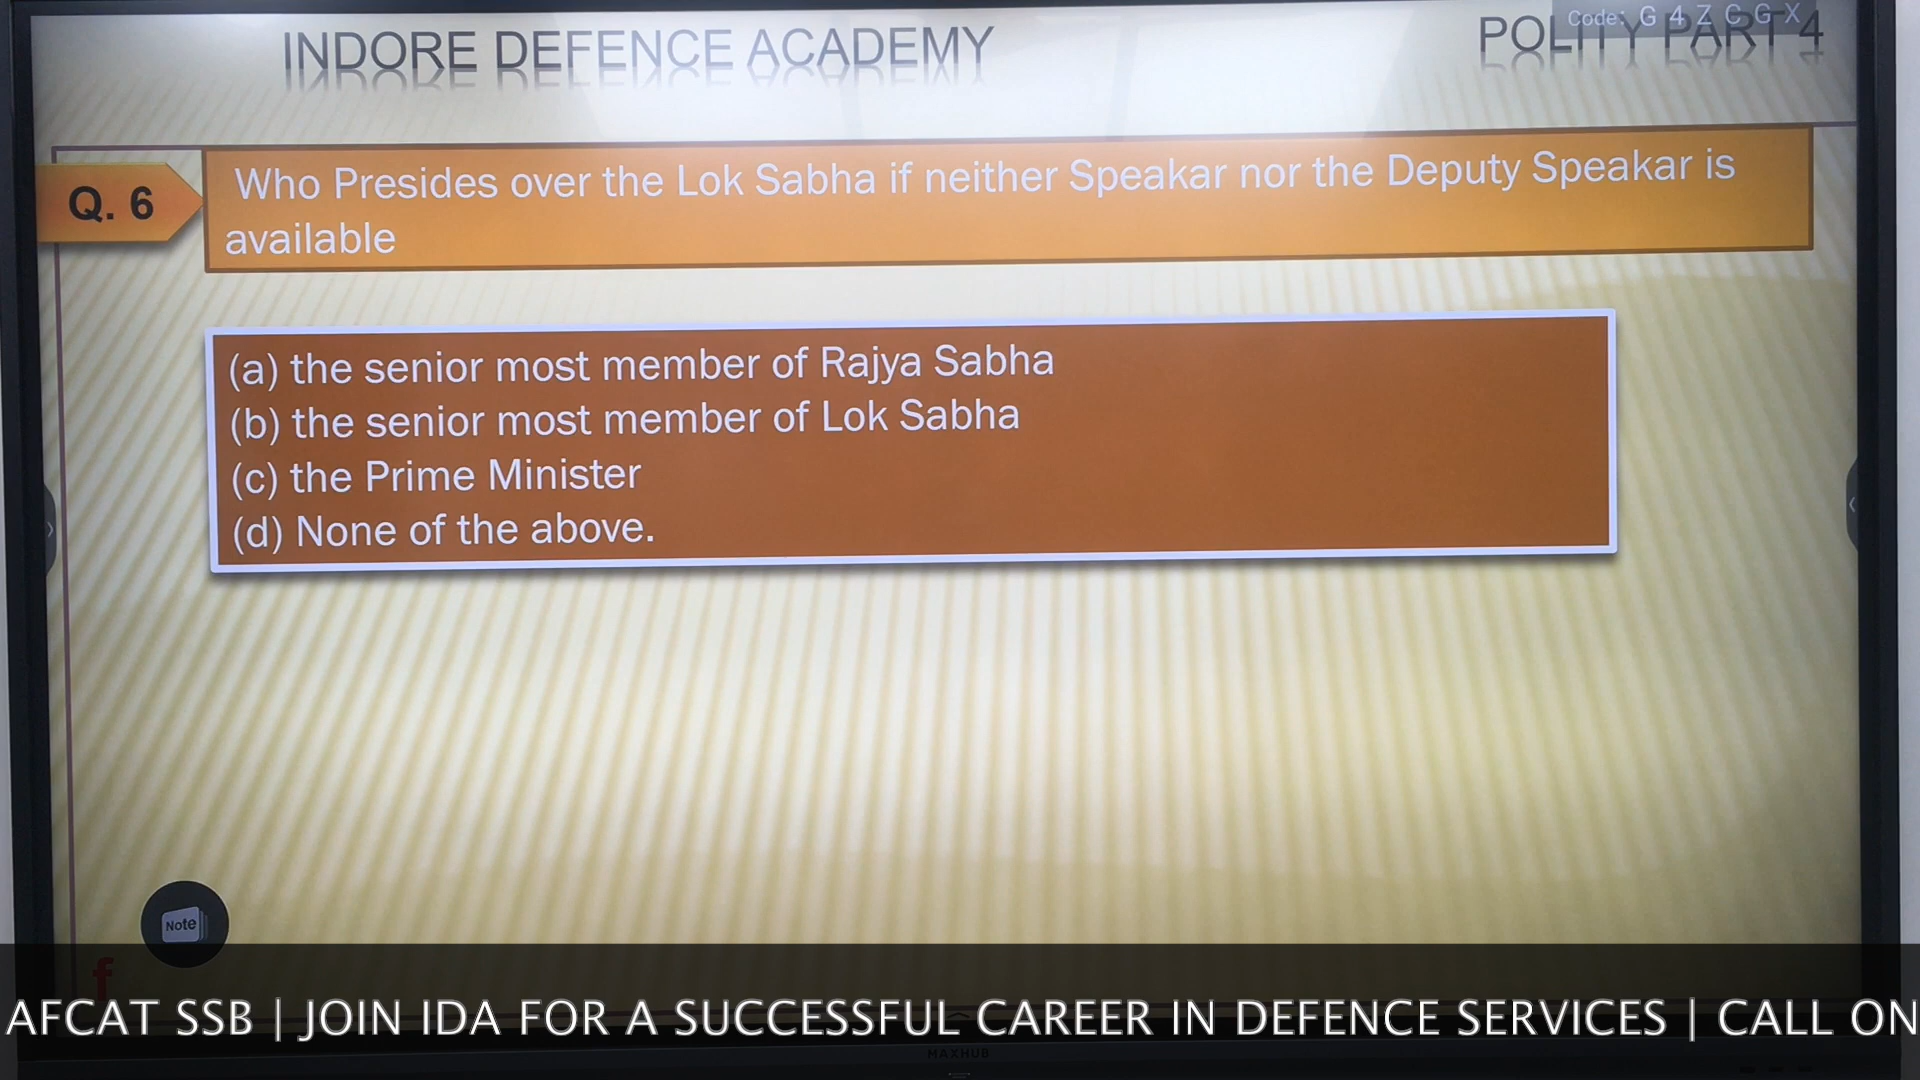 INDORE DEFENCE ACADEMY
POLITY PART 4
Code: G 4 Z C G X
Q. 6
Who Presides over the Lok Sabha if neither Speakar nor the Deputy Speakar is
available
(a) the senior most member of Rajya Sabha
(b) the senior most member of Lok Sabha
(c) the Prime Minister
(d) None of the above.
Note
f
AFCAT SSB | JOIN IDA FOR A SUCCESSFUL CAREER IN DEFENCE SERVICES | CALL ON
MAXHUB